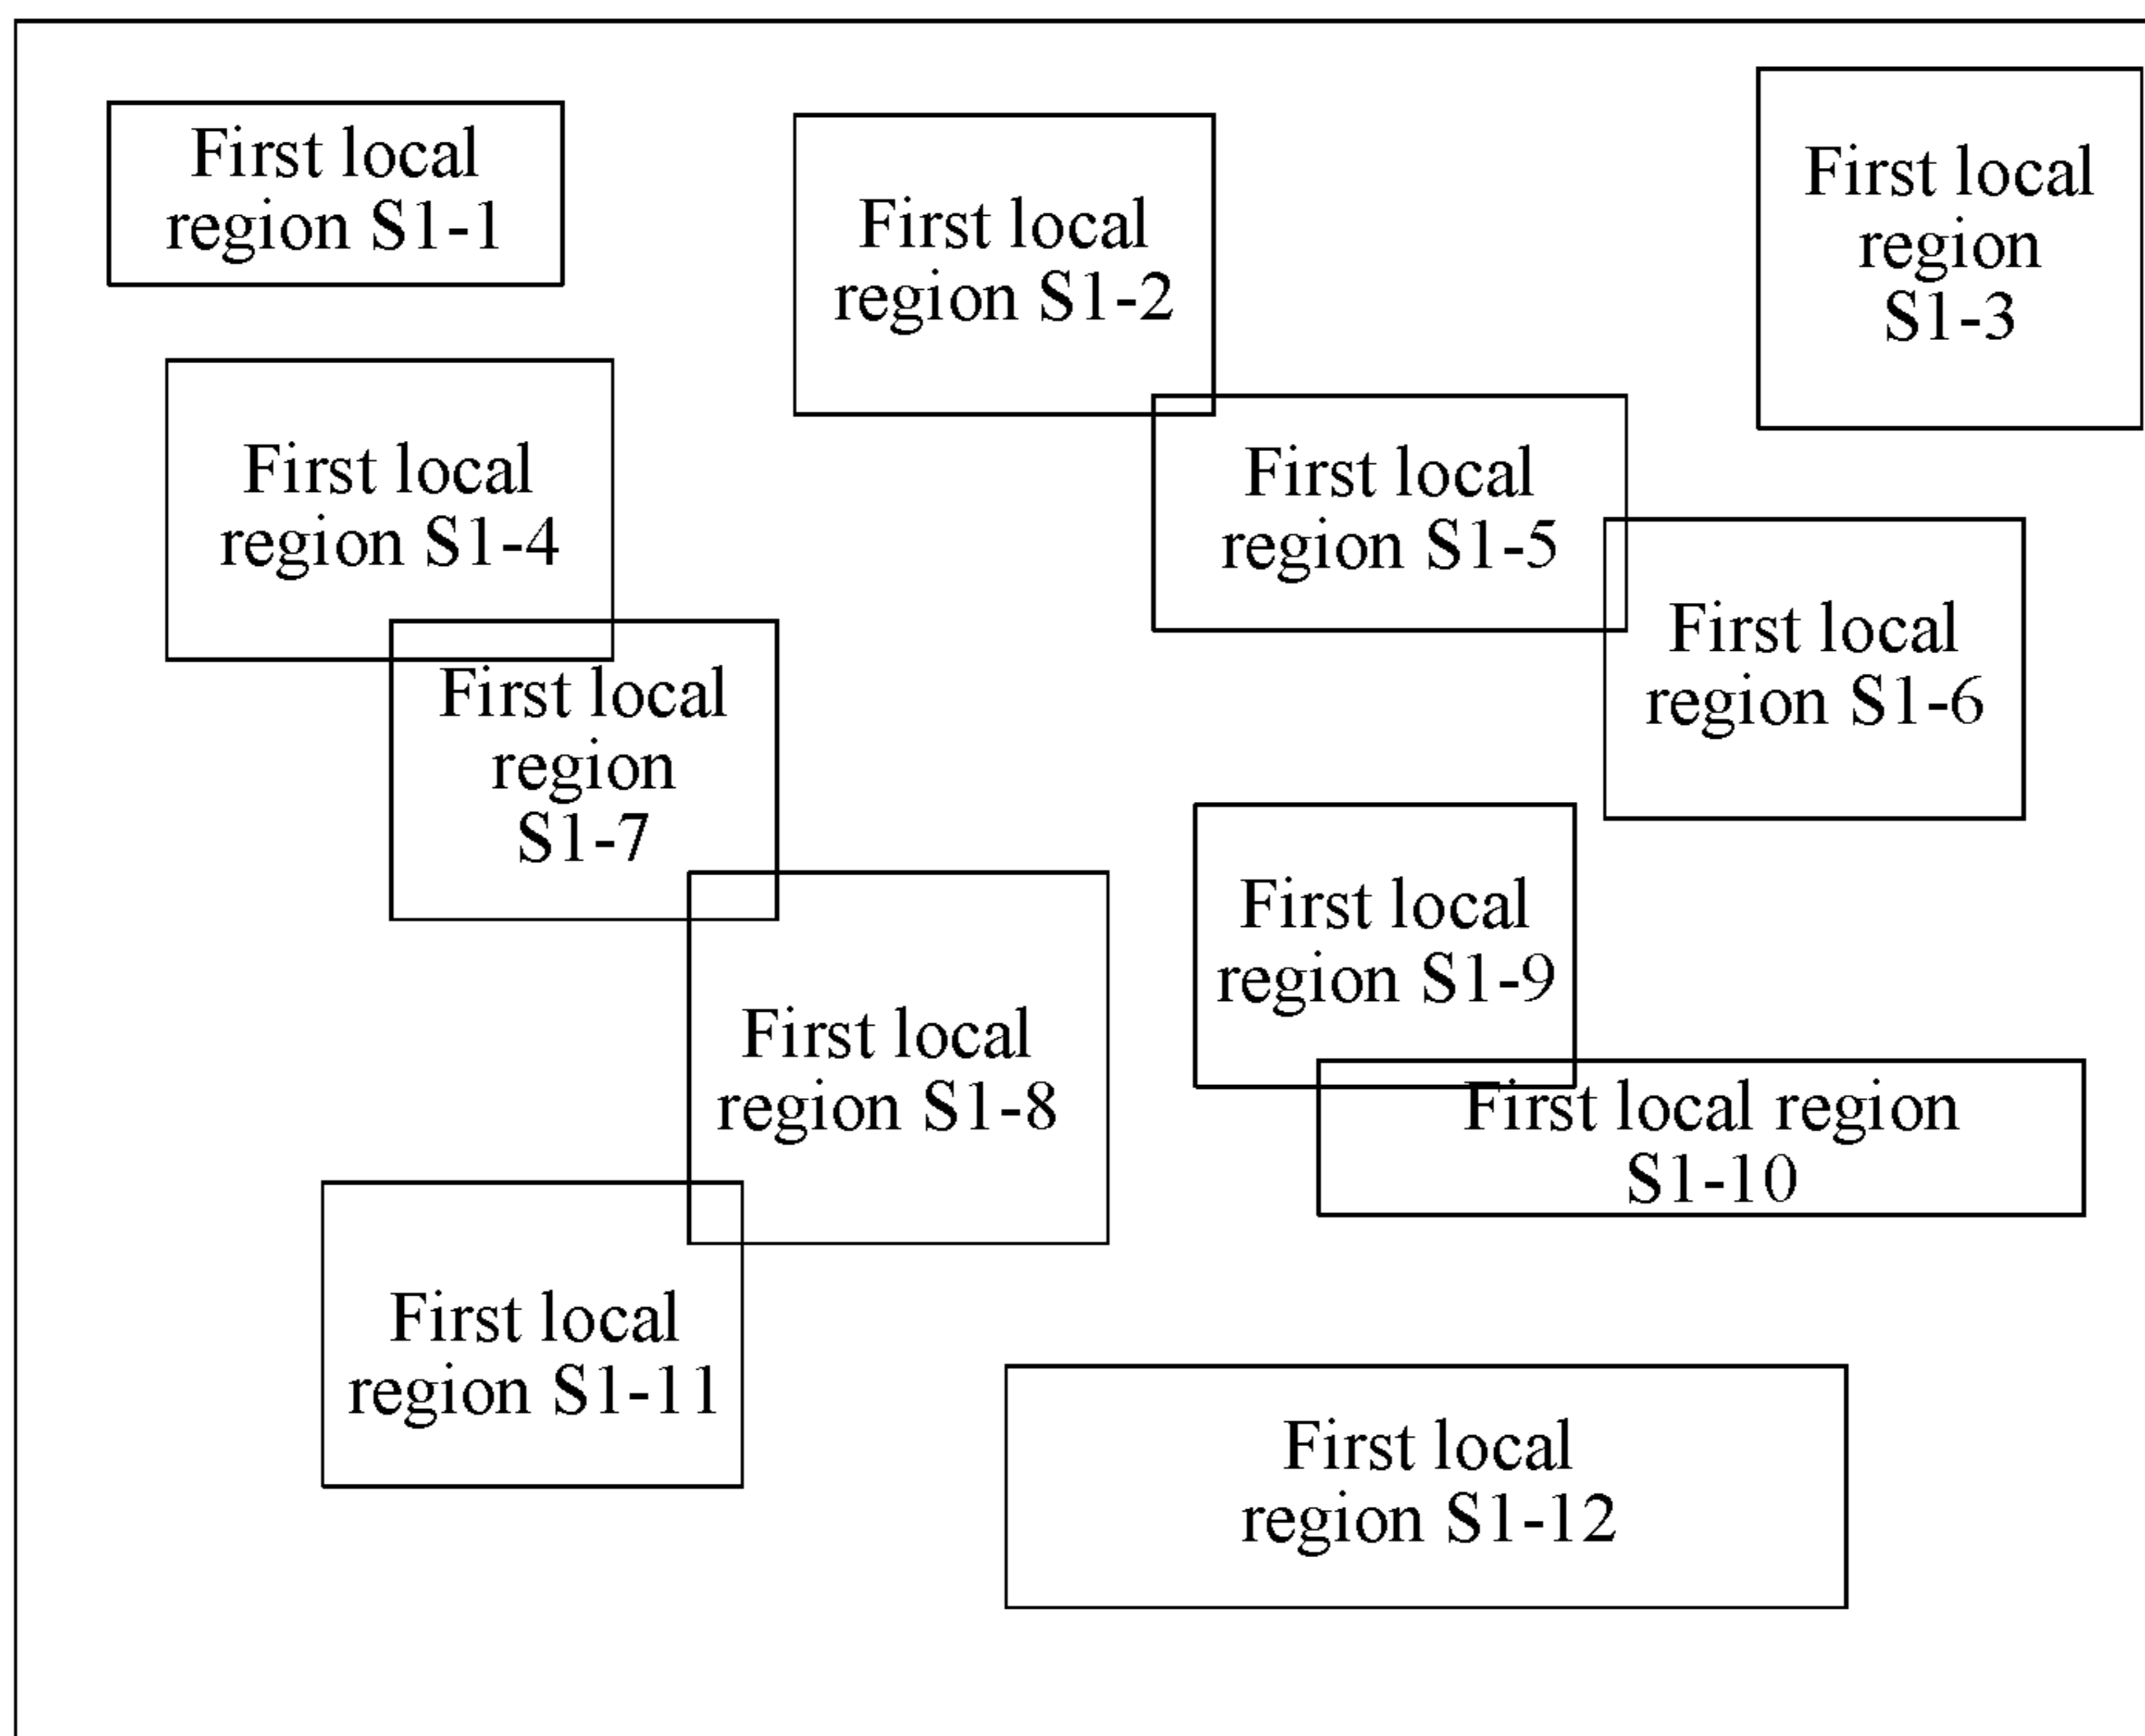 First local
region S1-1
First local
region S1-2
First local
region
S1-3
First local
region S1-4
First local
region S1-5
First local
region S1-6
First local
region
S1-7
First local
region S1-8
First local
region S1-9
First local region
S1-10
First local
region S1-11
First local
region S1-12